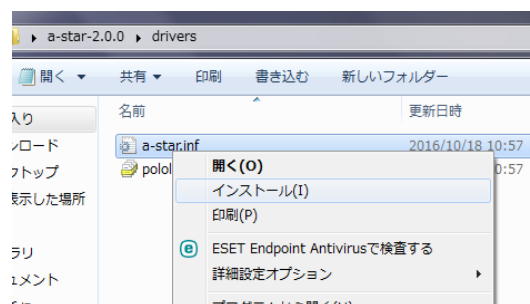 a-star-2.0.0 ▸ drivers
開く ▼ 共有 ▼ 印刷 書き込む 新しいフォルダー
名前 更新日時
a-star.inf 2016/10/18 10:57
0:57
開く(O)
インストール(I)
印刷(P)
ESET Endpoint Antivirusで検査する
詳細設定オプション
入り
ンロード
クトップ
表示した場所
ラリ
ュメント